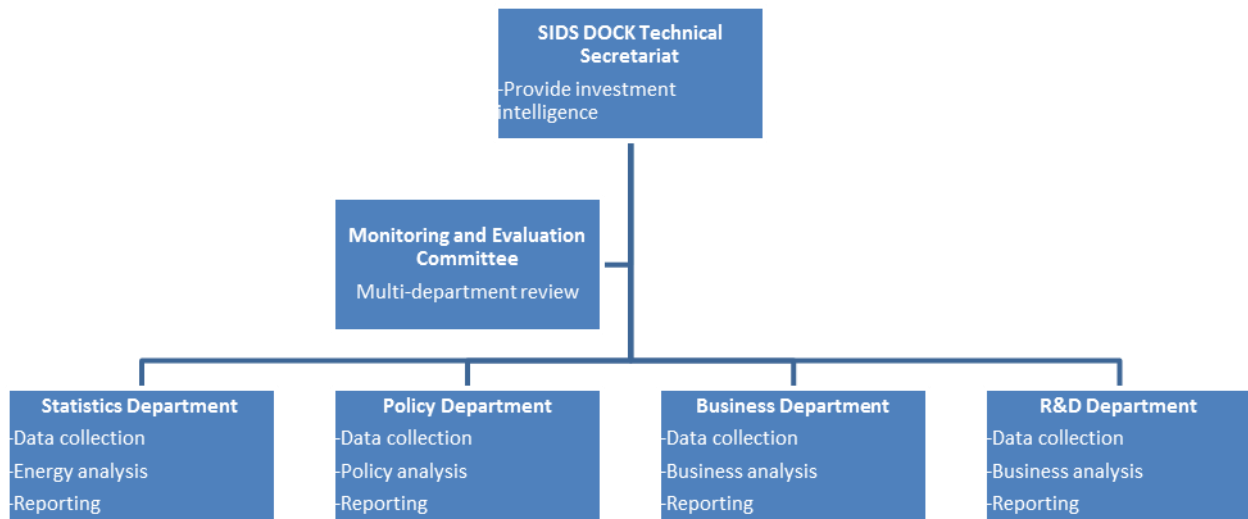 SIDS DOCK Technical
Secretariat
-Provide investment
intelligence
Monitoring and Evaluation
Committee
Multi-department review
Statistics Department
-Data collection
-Energy analysis
-Reporting
Policy Department
-Data collection
-Policy analysis
-Reporting
Business Department
-Data collection
-Business analysis
-Reporting
R&D Department
-Data collection
-Business analysis
-Reporting